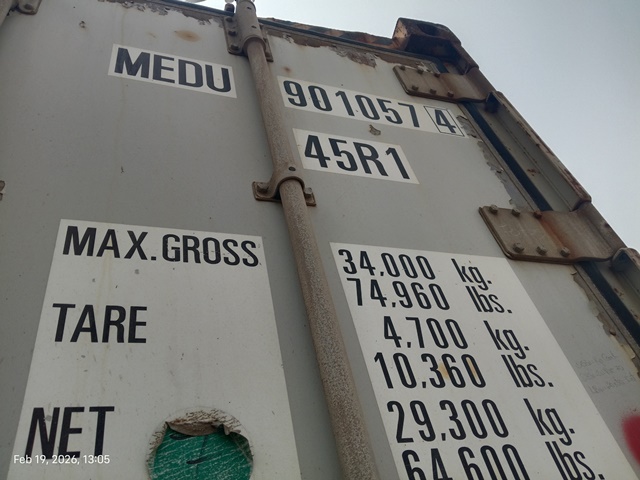 MEDU 901057 4
45R1
MAX.GROSS 34,000 kg.
74,960 lbs.
TARE 4,700 kg.
10,360 lbs.
NET 29,300 kg.
64,600 lbs.
Feb 19, 2026, 13:05